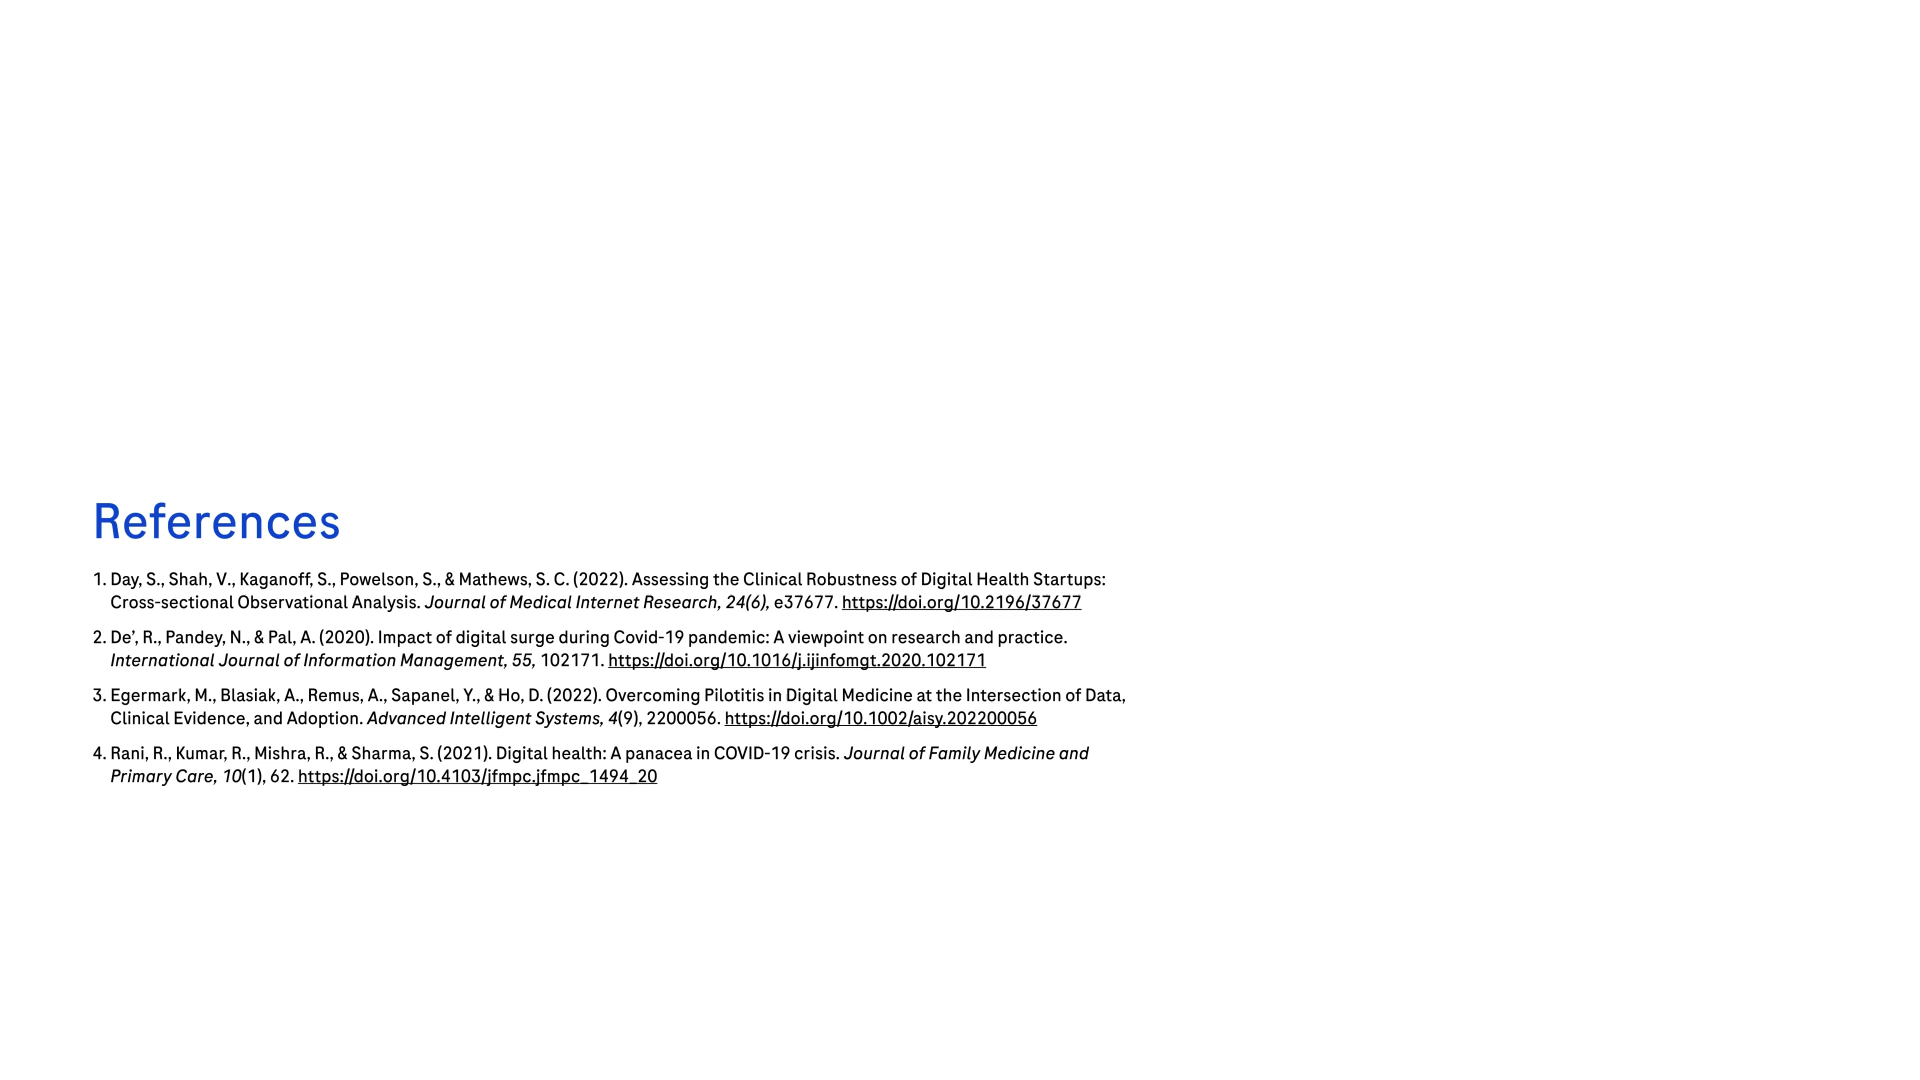 References
1. Day, S., Shah, V., Kaganoff, S., Powelson, S., & Mathews, S. C. (2022). Assessing the Clinical Robustness of Digital Health Startups:
Cross-sectional Observational Analysis. Journal of Medical Internet Research, 24(6), e37677. https://doi.org/10.2196/37677
2. De’, R., Pandey, N., & Pal, A. (2020). Impact of digital surge during Covid-19 pandemic: A viewpoint on research and practice.
International Journal of Information Management, 55, 102171. https://doi.org/10.1016/j.ijinfomgt.2020.102171
3. Egermark, M., Blasiak, A., Remus, A., Sapanel, Y., & Ho, D. (2022). Overcoming Pilotitis in Digital Medicine at the Intersection of Data,
Clinical Evidence, and Adoption. Advanced Intelligent Systems, 4(9), 2200056. https://doi.org/10.1002/aisy.202200056
4. Rani, R., Kumar, R., Mishra, R., & Sharma, S. (2021). Digital health: A panacea in COVID-19 crisis. Journal of Family Medicine and
Primary Care, 10(1), 62. https://doi.org/10.4103/jfmpc.jfmpc_1494_20